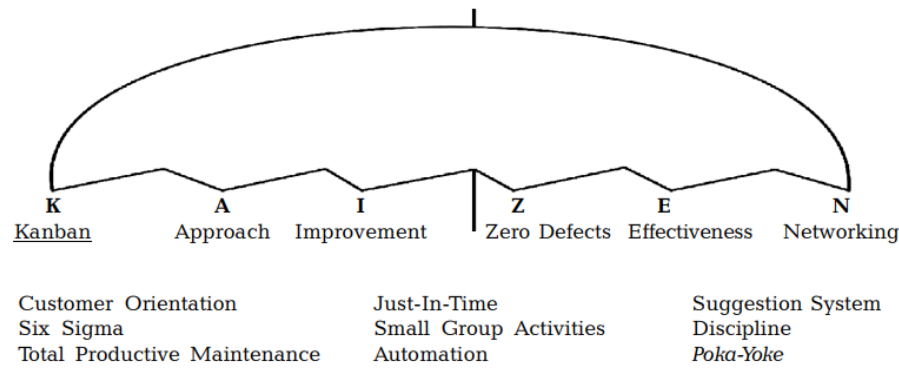 K A I Z E N
Kanban Approach Improvement Zero Defects Effectiveness Networking
Customer Orientation Just-In-Time Suggestion System
Six Sigma Small Group Activities Discipline
Total Productive Maintenance Automation Poka-Yoke